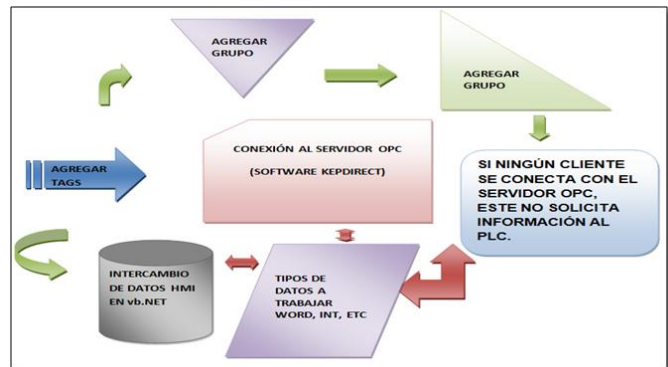 AGREGAR
GRUPO
AGREGAR
GRUPO
CONEXIÓN AL SERVIDOR OPC
(SOFTWARE KEPDIRECT)
AGREGAR
TAGS
SI NINGÚN CLIENTE
SE CONECTA CON EL
SERVIDOR OPC,
ESTE NO SOLICITA
INFORMACIÓN AL
PLC.
INTERCAMBIO
DE DATOS HMI
EN vb.NET
TIPOS DE
DATOS A
TRABAJAR
WORD, INT, ETC